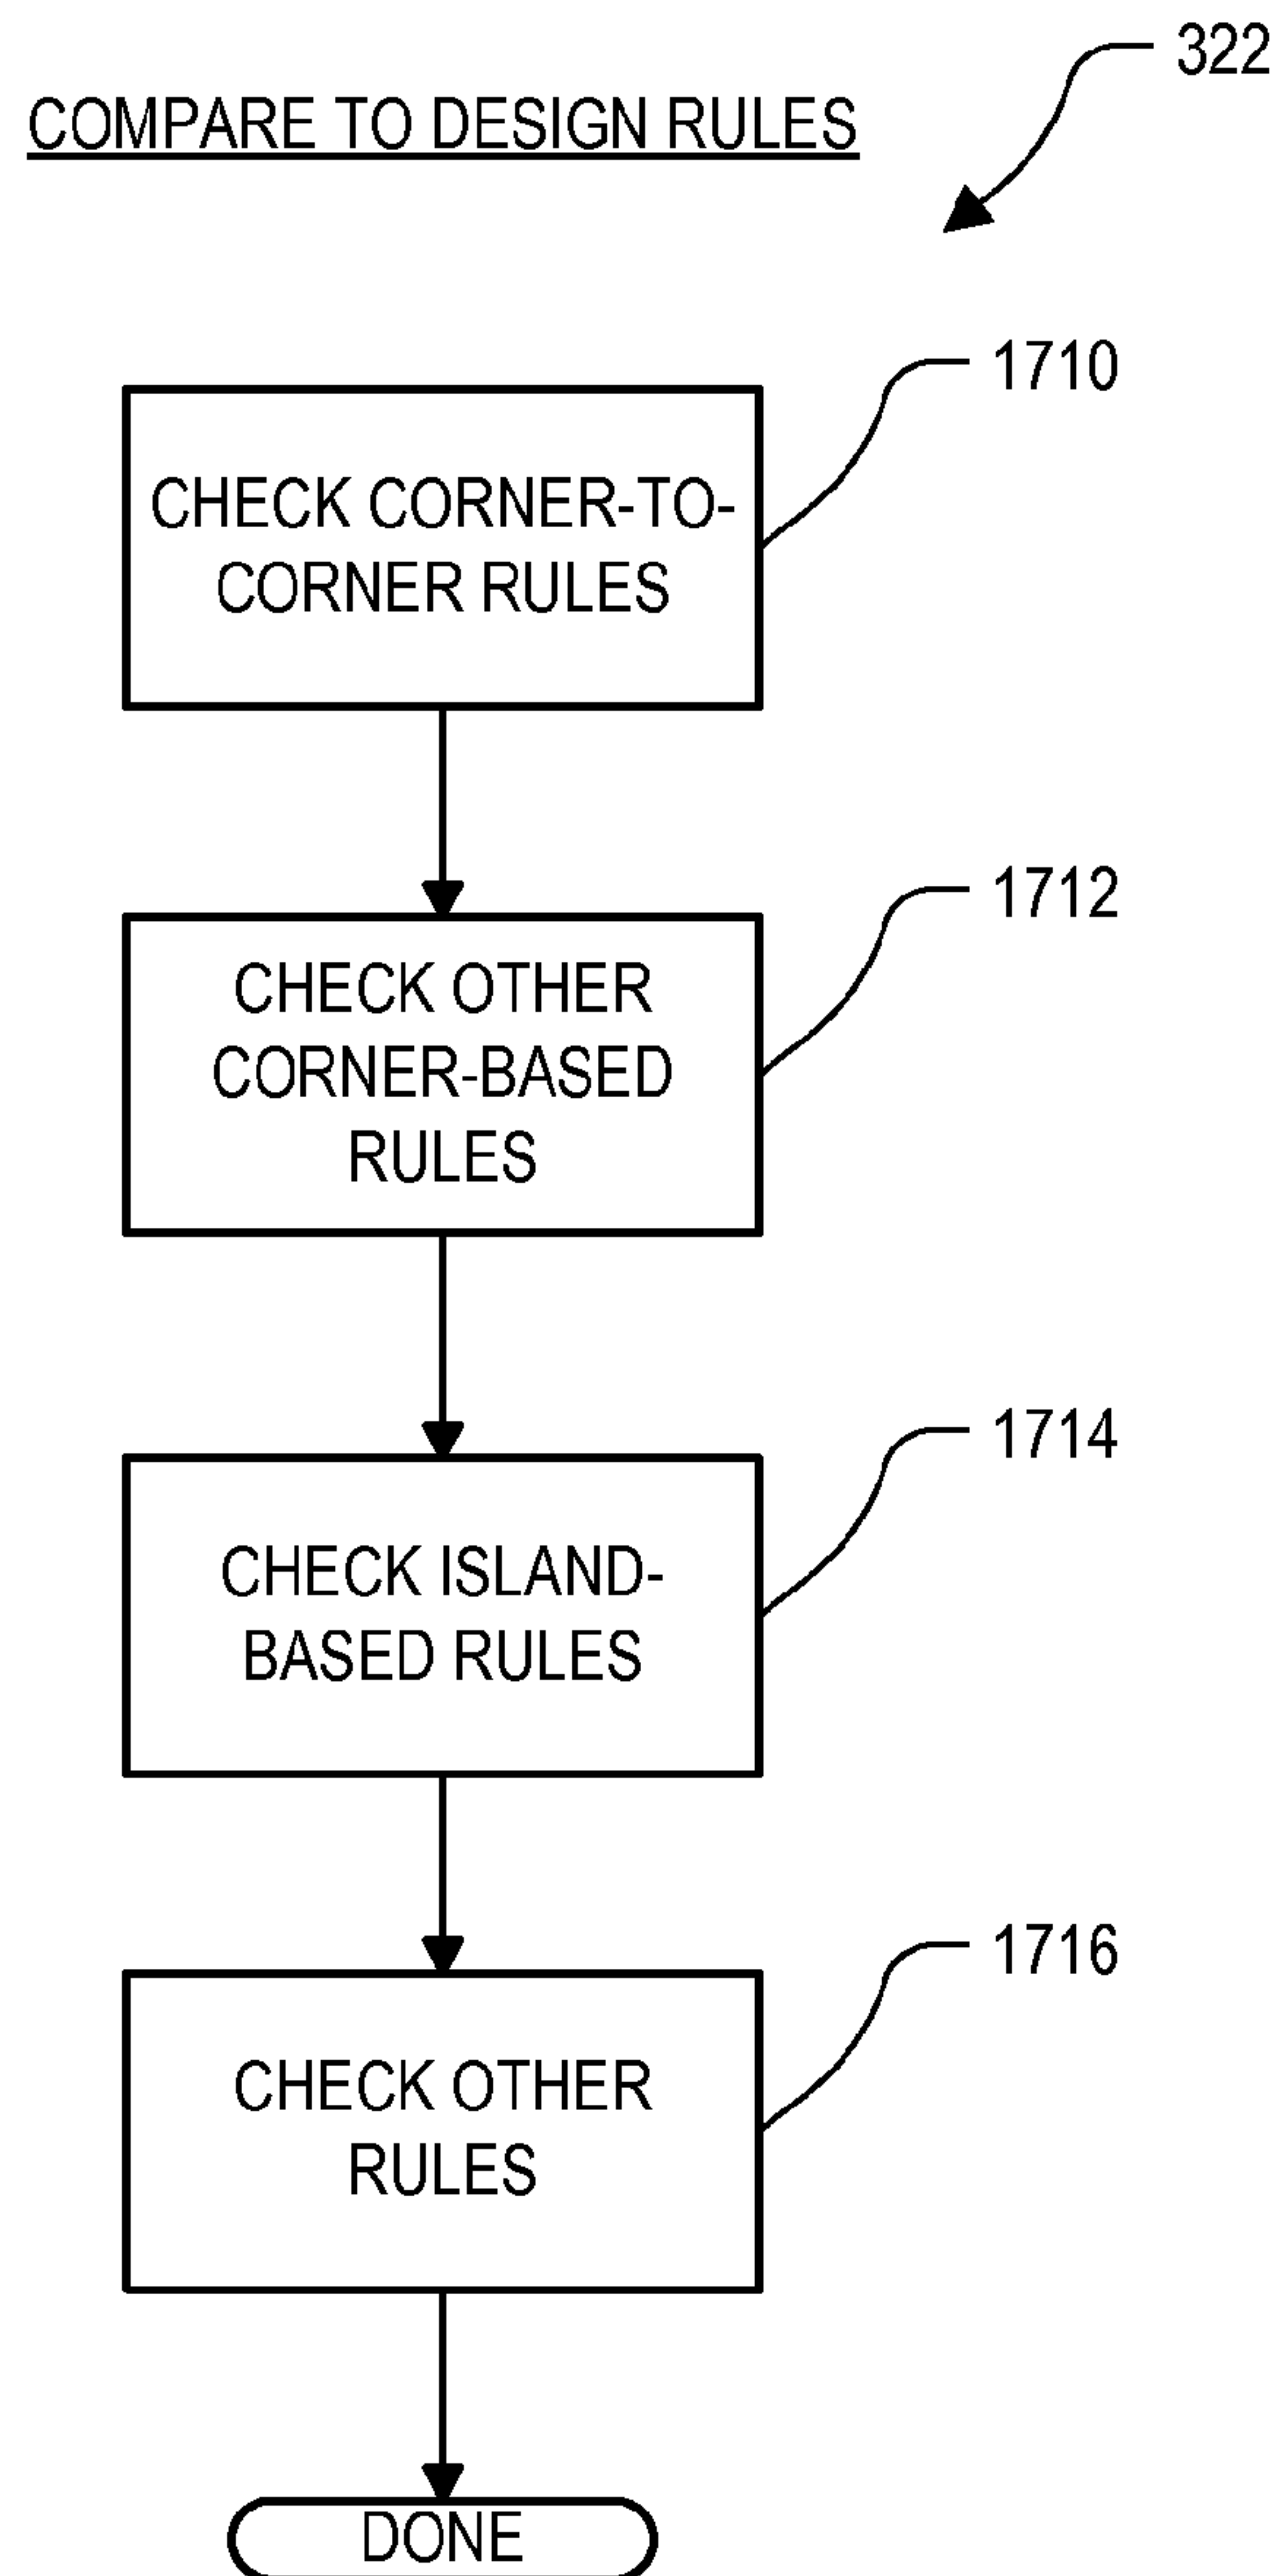 322
COMPARE TO DESIGN RULES
1710
CHECK CORNER-TO-
CORNER RULES
1712
CHECK OTHER
CORNER-BASED
RULES
1714
CHECK ISLAND-
BASED RULES
1716
CHECK OTHER
RULES
DONE